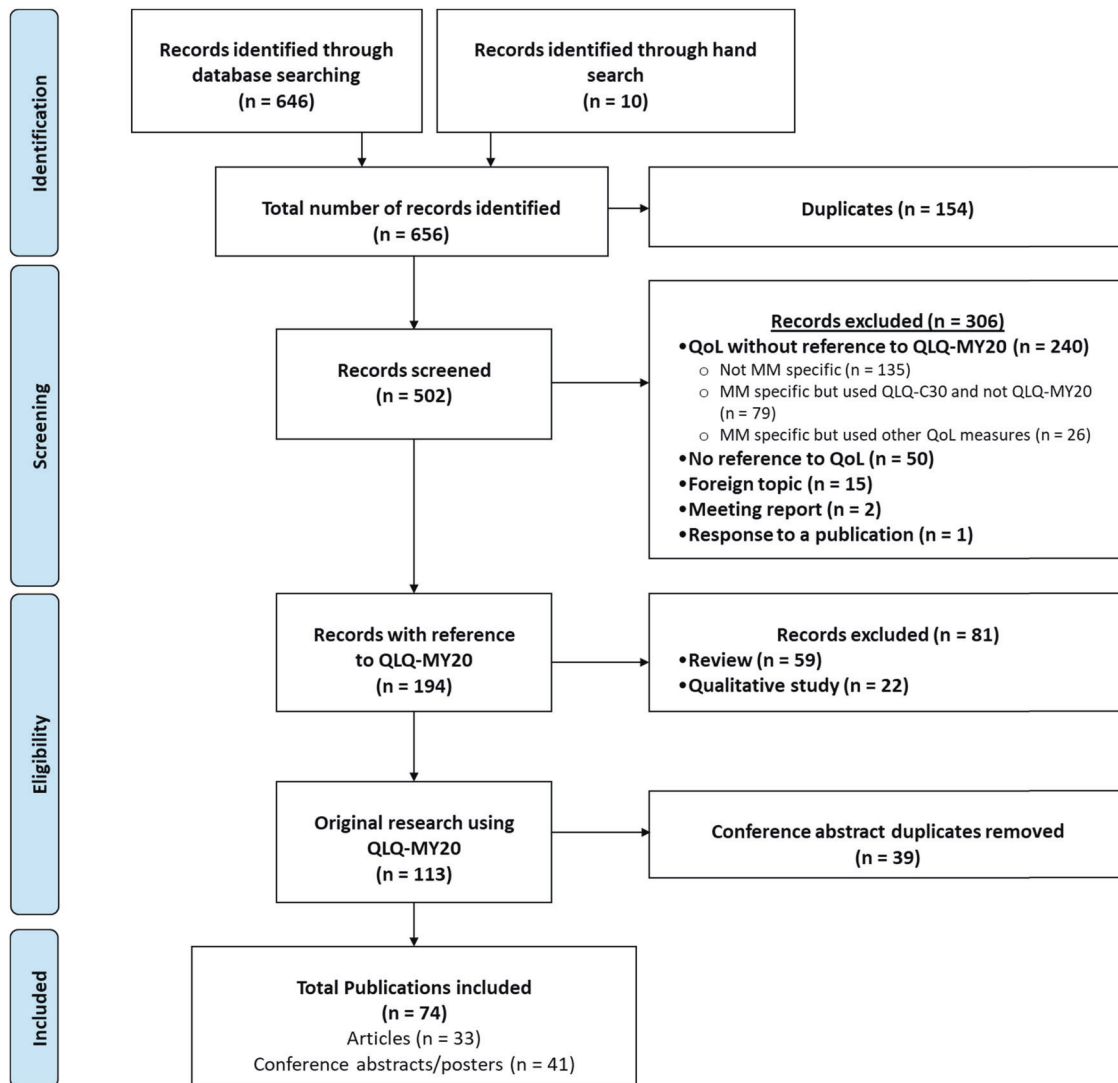 Identification
Records identified through
database searching
(n = 646)
Records identified through hand
search
(n = 10)
Total number of records identified
(n = 656)
Duplicates (n = 154)
Screening
Records screened
(n = 502)
Records excluded (n = 306)
•QoL without reference to QLQ-MY20 (n = 240)
o Not MM specific (n = 135)
o MM specific but used QLQ-C30 and not QLQ-MY20
(n = 79)
o MM specific but used other QoL measures (n = 26)
•No reference to QoL (n = 50)
•Foreign topic (n = 15)
•Meeting report (n = 2)
•Response to a publication (n = 1)
Eligibility
Records with reference
to QLQ-MY20
(n = 194)
Records excluded (n = 81)
•Review (n = 59)
•Qualitative study (n = 22)
Original research using
QLQ-MY20
(n = 113)
Conference abstract duplicates removed
(n = 39)
Included
Total Publications included
(n = 74)
Articles (n = 33)
Conference abstracts/posters (n = 41)